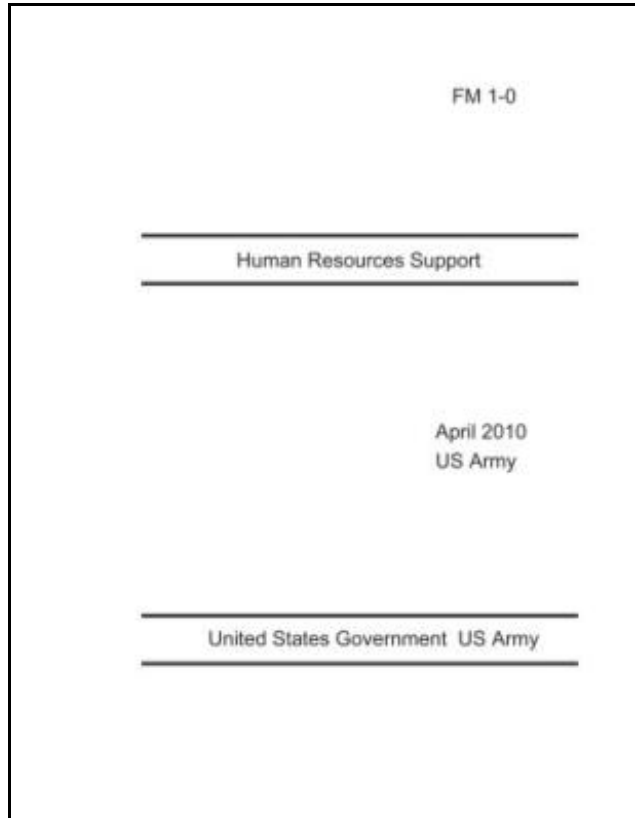 FM 1-0
Human Resources Support
April 2010
US Army
United States Government US Army